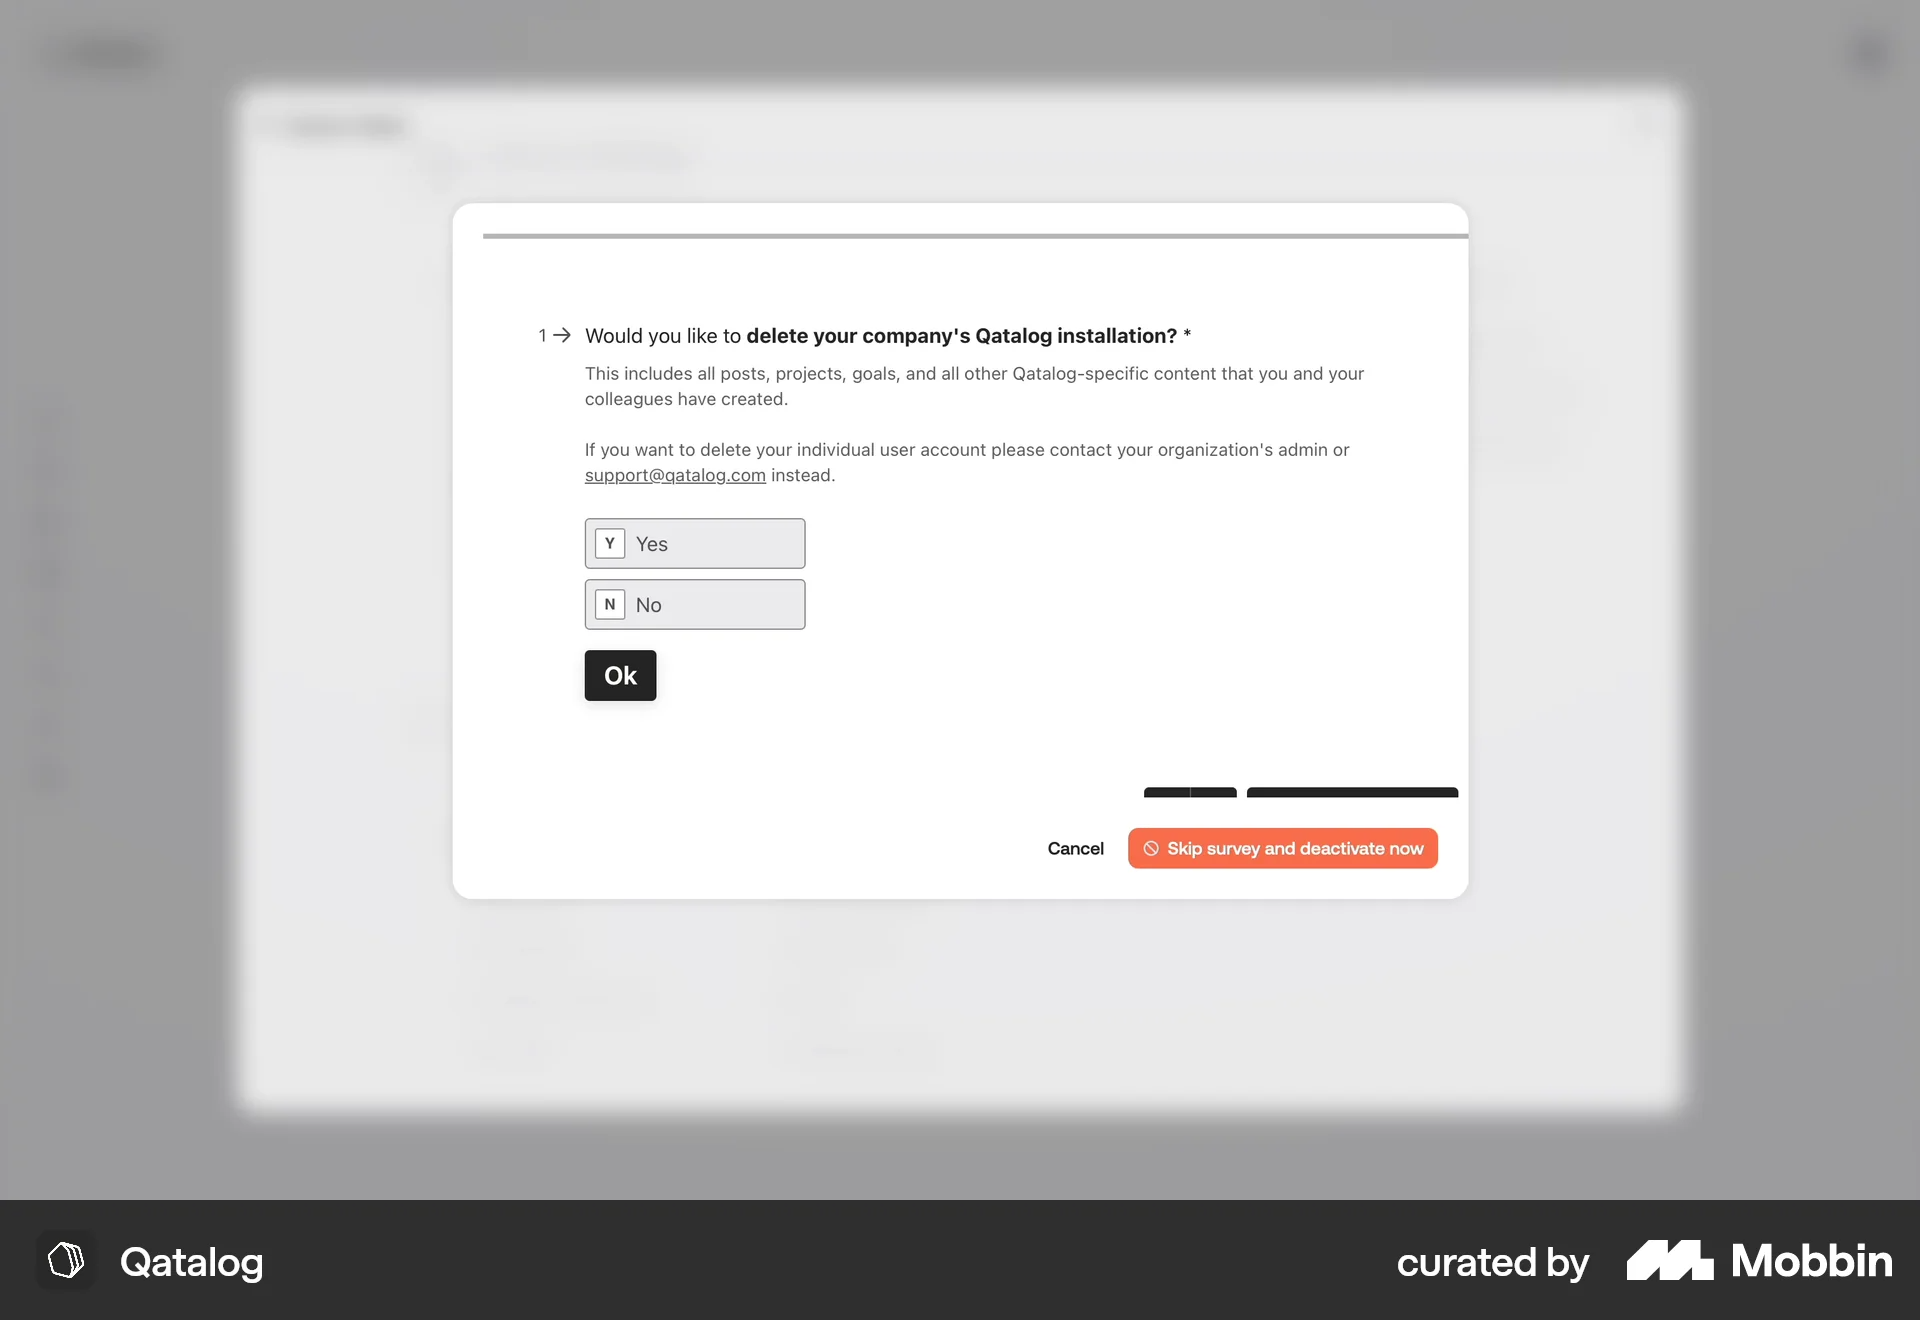 1 → Would you like to delete your company's Qatalog installation? *
This includes all posts, projects, goals, and all other Qatalog-specific content that you and your
colleagues have created.
If you want to delete your individual user account please contact your organization's admin or
support@qatalog.com instead.
Y Yes
N No
Ok
Cancel
Skip survey and deactivate now
Qatalog
curated by Mobbin